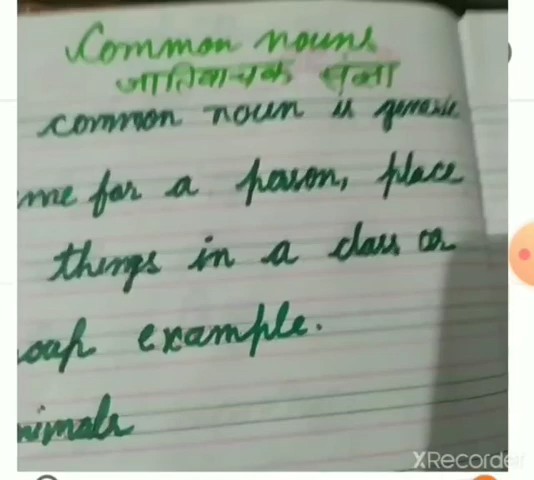 Common nouns
जातिवाचक संज्ञा
common noun is generic
me for a person, place
things in a class or
oup example.
nimals
XRecorder